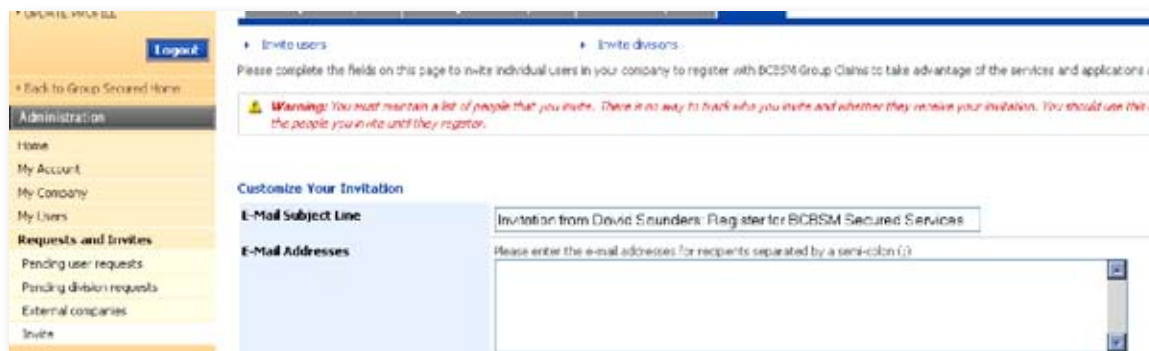 UPDATE PROFILE
Logout
Back to Group Secured Home
Administration
Home
My Account
My Company
My Users
Requests and Invites
Pending user requests
Pending division requests
External companies
Invite
Invite users
Invite divisions
Please complete the fields on this page to invite individual users in your company to register with BCBSM Group Claims to take advantage of the services and applications
Warning: You must maintain a list of people that you invite. There is no way to track who you invite and whether they receive your invitation. You should use this
the people you invite until they register.
Customize Your Invitation
E-Mail Subject Line
Invitation from David Saunders: Register for BCBSM Secured Services
E-Mail Addresses
Please enter the e-mail addresses for recipients separated by a semi-colon (;)